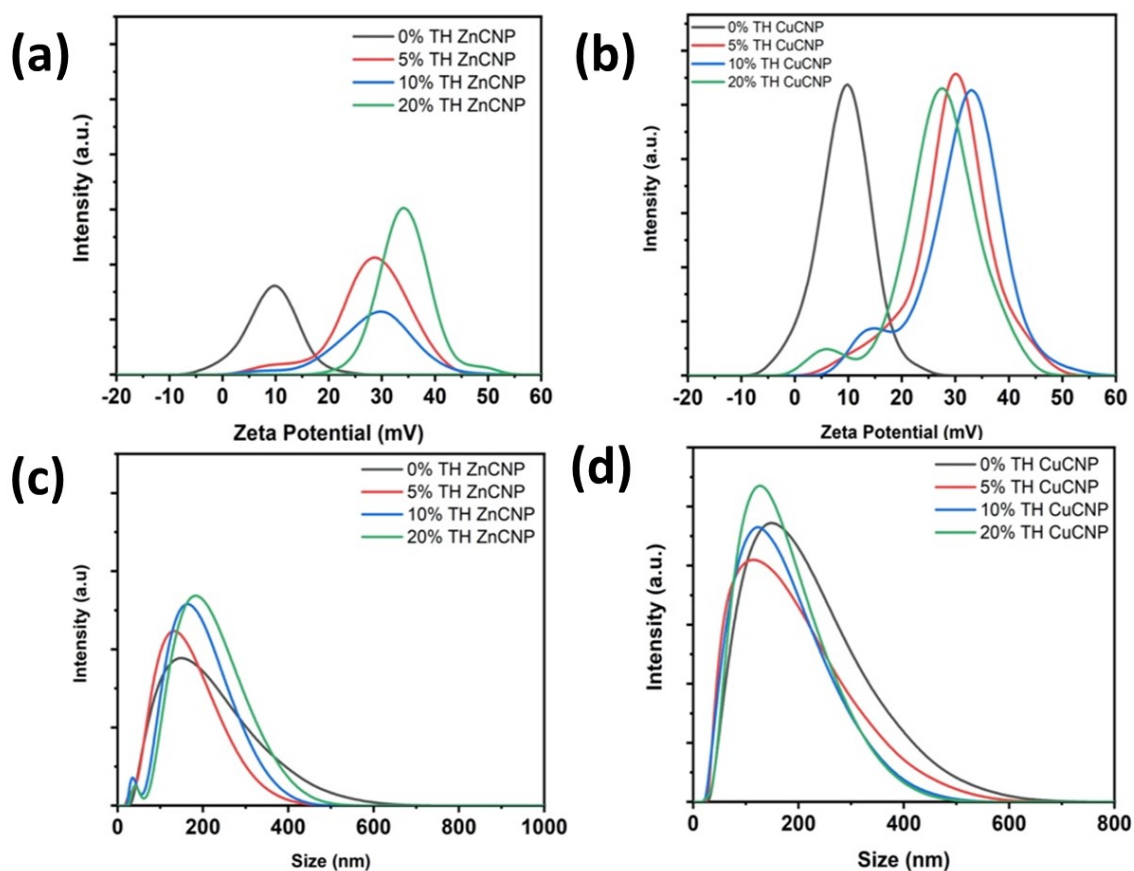 (a)
0% TH ZnCNP
5% TH ZnCNP
10% TH ZnCNP
20% TH ZnCNP
Intensity (a.u.)
-20 -10 0 10 20 30 40 50 60
Zeta Potential (mV)
(b)
0% TH CuCNP
5% TH CuCNP
10% TH CuCNP
20% TH CuCNP
Intensity (a.u.)
-20 -10 0 10 20 30 40 50 60
Zeta Potential (mV)
(c)
0% TH ZnCNP
5% TH ZnCNP
10% TH ZnCNP
20% TH ZnCNP
Intensity (a.u)
0 200 400 600 800 1000
Size (nm)
(d)
0% TH CuCNP
5% TH CuCNP
10% TH CuCNP
20% TH CuCNP
Intensity (a.u.)
0 200 400 600 800
Size (nm)